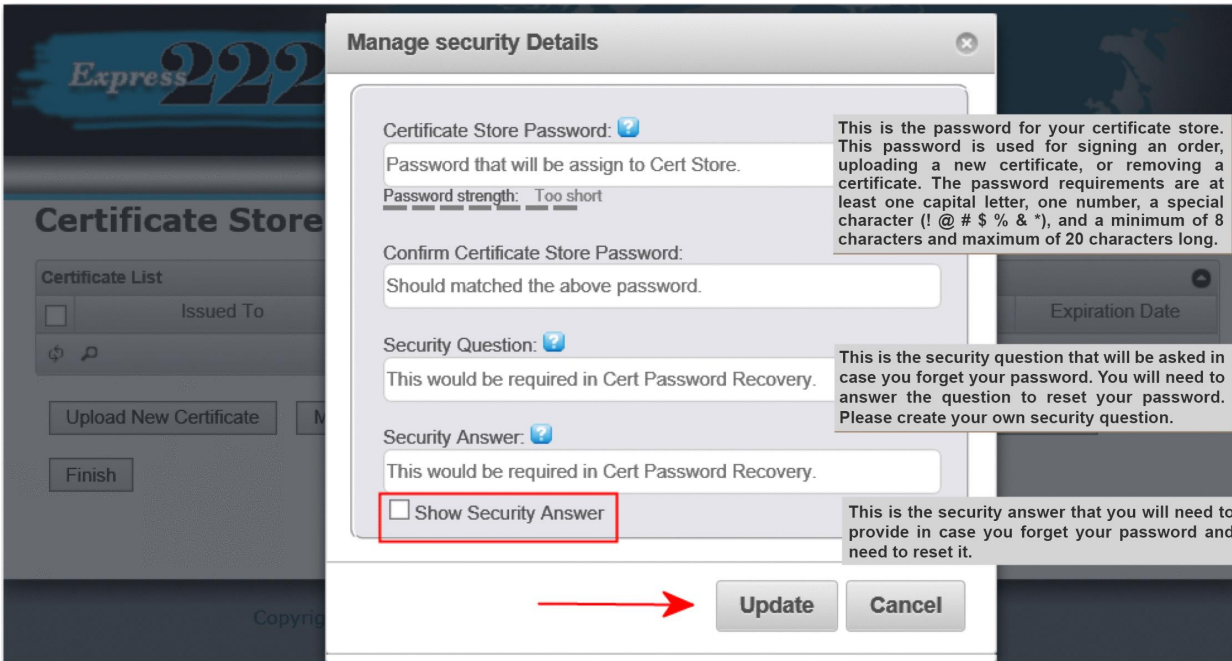 Express 222
Manage security Details
Certificate Store Password:
Password that will be assign to Cert Store.
Password strength: Too short
This is the password for your certificate store.
This password is used for signing an order,
uploading a new certificate, or removing a
certificate. The password requirements are at
least one capital letter, one number, a special
character (! @ # $ % & *), and a minimum of 8
characters and maximum of 20 characters long.
Confirm Certificate Store Password:
Should matched the above password.
Security Question:
This would be required in Cert Password Recovery.
This is the security question that will be asked in
case you forget your password. You will need to
answer the question to reset your password.
Please create your own security question.
Security Answer:
This would be required in Cert Password Recovery.
Show Security Answer
This is the security answer that you will need to
provide in case you forget your password and
need to reset it.
Update Cancel
Certificate Store
Certificate List
Issued To Expiration Date
Upload New Certificate M
Finish
Copyrig